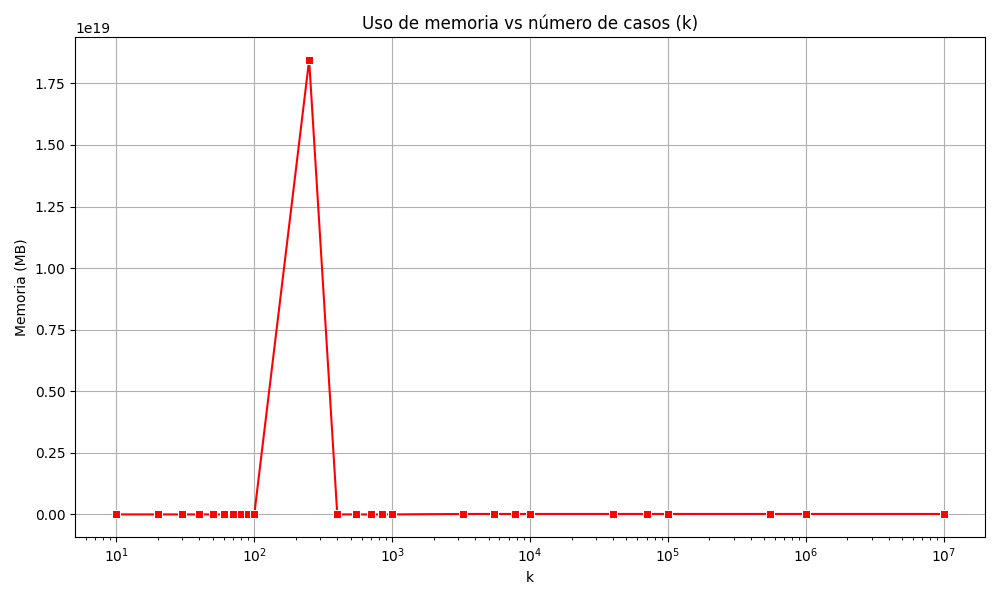 Uso de memoria vs número de casos (k)
1e19
1.75
1.50
1.25
1.00
0.75
0.50
0.25
0.00
Memoria (MB)
10¹ 10² 10³ 10⁴ 10⁵ 10⁶ 10⁷
k